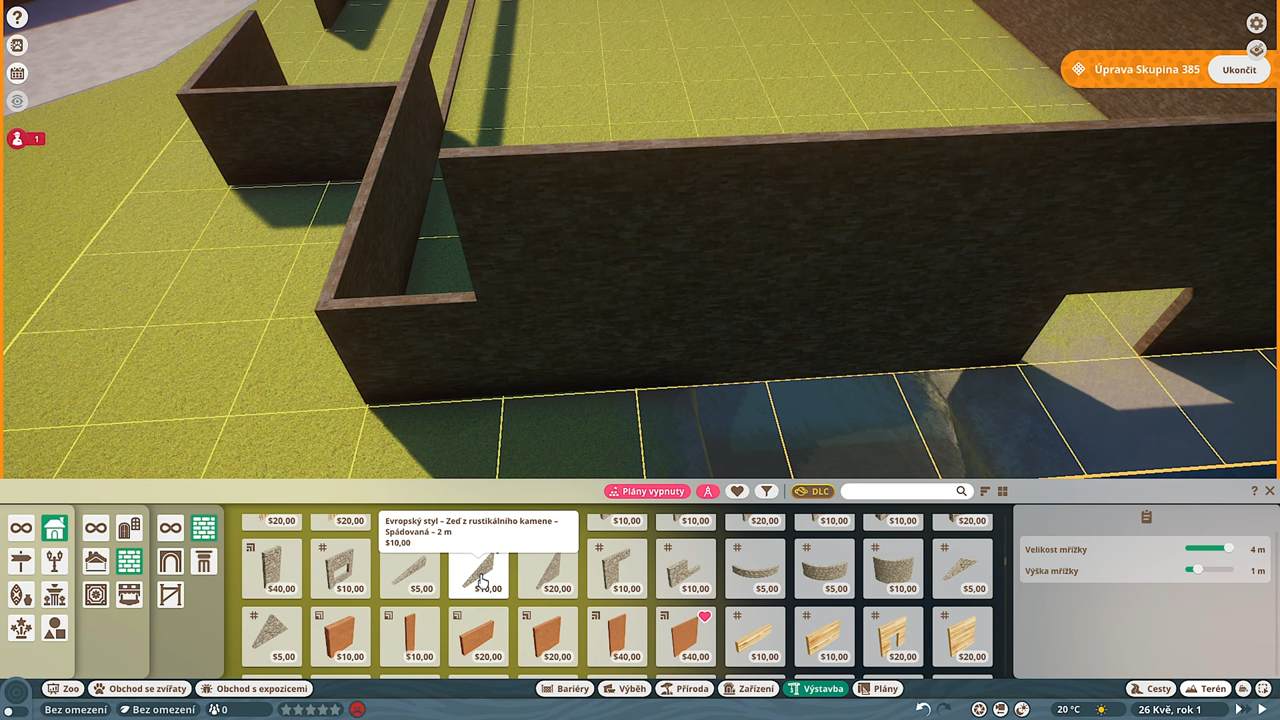 ?
Úprava Skupina 385
Ukončit
1
Plány vypnuty
DLC
?
$20,00
$20,00
Evropský styl – Zeď z rustikálního kamene –
Spádovaná – 2 m
$10,00
$10,00
$10,00
$20,00
$10,00
$10,00
$20,00
$40,00
$10,00
$5,00
$10,00
$20,00
$10,00
$10,00
$5,00
$5,00
$10,00
$5,00
$5,00
$10,00
$10,00
$20,00
$20,00
$40,00
$40,00
$10,00
$10,00
$20,00
$20,00
Velikost mřížky
4 m
Výška mřížky
1 m
Zoo
Obchod se zvířaty
Obchod s expozicemi
Bariéry
Výběh
Příroda
Zařízení
Výstavba
Plány
Cesty
Terén
Bez omezení
Bez omezení
0
20 °C
26 Kvě, rok 1